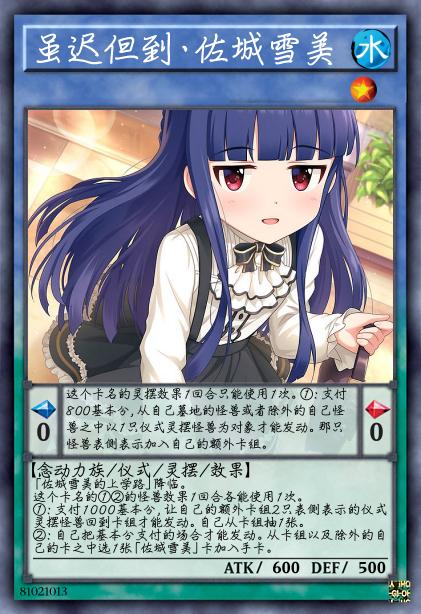 虽迟但到·佐城雪美
水
这个卡名的灵摆效果1回合只能使用1次。①：支付
800基本分，从自己墓地的怪兽或者除外的自己怪
兽之中以1只仪式灵摆怪兽为对象才能发动。那只
怪兽表侧表示加入自己的额外卡组。
0
0
【念动力族/仪式/灵摆/效果】
「佐城雪美的上学路」降临。
这个卡名的①②的怪兽效果1回合各能使用1次。
①：支付1000基本分，让自己的额外卡组2只表侧表示的仪式
灵摆怪兽回到卡组才能发动。自己从卡组抽1张。
②：自己把基本分支付的场合才能发动。从卡组以及除外的自
己的卡之中选1张「佐城雪美」卡加入手卡。
ATK/ 600 DEF/ 500
81021013